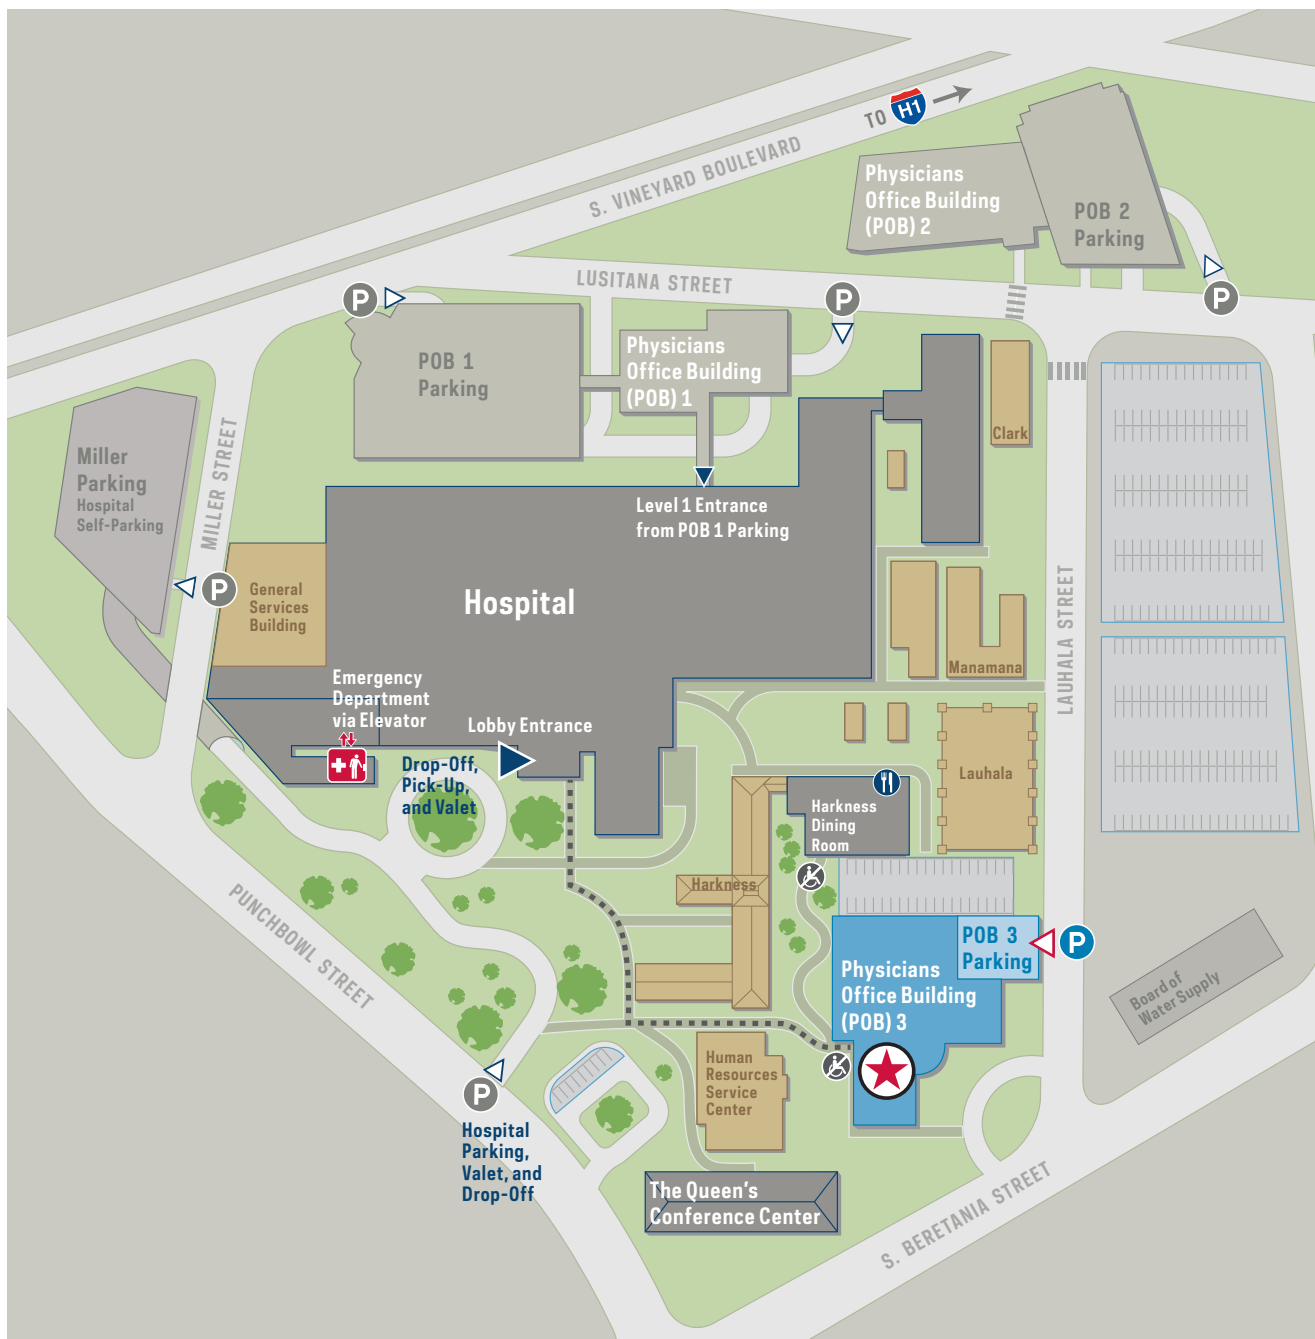 TO H1
S. VINEYARD BOULEVARD
Physicians
Office Building
(POB) 2
POB 2
Parking
LUSITANA STREET
P
P
P
POB 1
Parking
Physicians
Office Building
(POB) 1
Clark
Miller
Parking
Hospital
Self-Parking
MILLER STREET
Level 1 Entrance
from POB 1 Parking
P
General
Services
Building
Hospital
LAUHALA STREET
Manamana
Emergency
Department
via Elevator
Lobby Entrance
Drop-Off,
Pick-Up,
and Valet
Lauhala
Harkness
Dining
Room
Harkness
PUNCHBOWL STREET
POB 3
Parking
P
Physicians
Office Building
(POB) 3
Board of
Water Supply
Human
Resources
Service
Center
P
Hospital
Parking,
Valet, and
Drop-Off
The Queen's
Conference Center
S. BERETANIA STREET